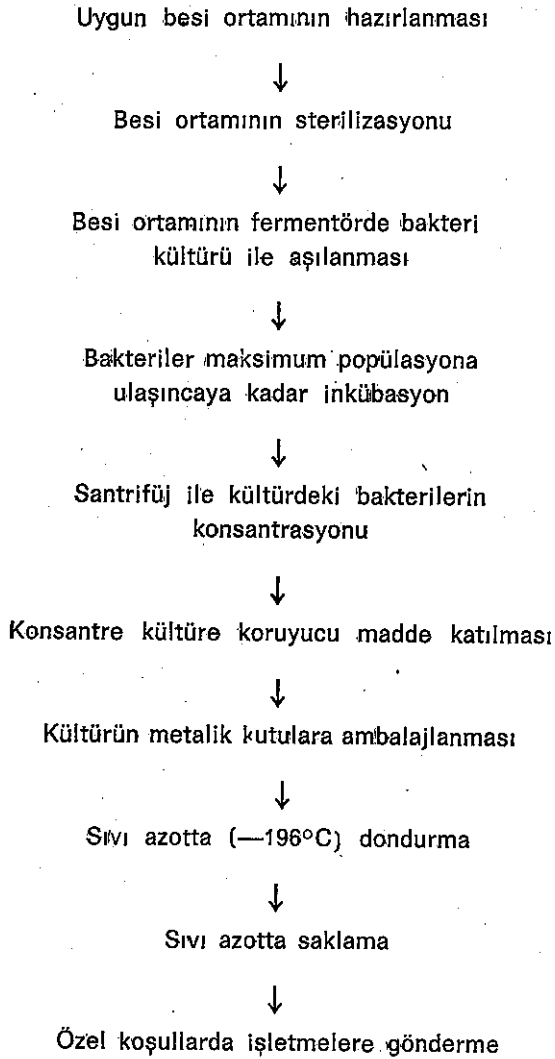 Uygun besi ortamının hazırlanması
↓
Besi ortamının sterilizasyonu
↓
Besi ortamının fermentörde bakteri
kültürü ile aşılanması
↓
Bakteriler maksimum popülasyona
ulaşıncaya kadar inkübasyon
↓
Santrifüj ile kültürdeki bakterilerin
konsantrasyonu
↓
Konsantre kültüre koruyucu madde katılması
↓
Kültürün metalik kutulara ambalajlanması
↓
Sıvı azotta (—196°C) dondurma
↓
Sıvı azotta saklama
↓
Özel koşullarda işletmelere gönderme